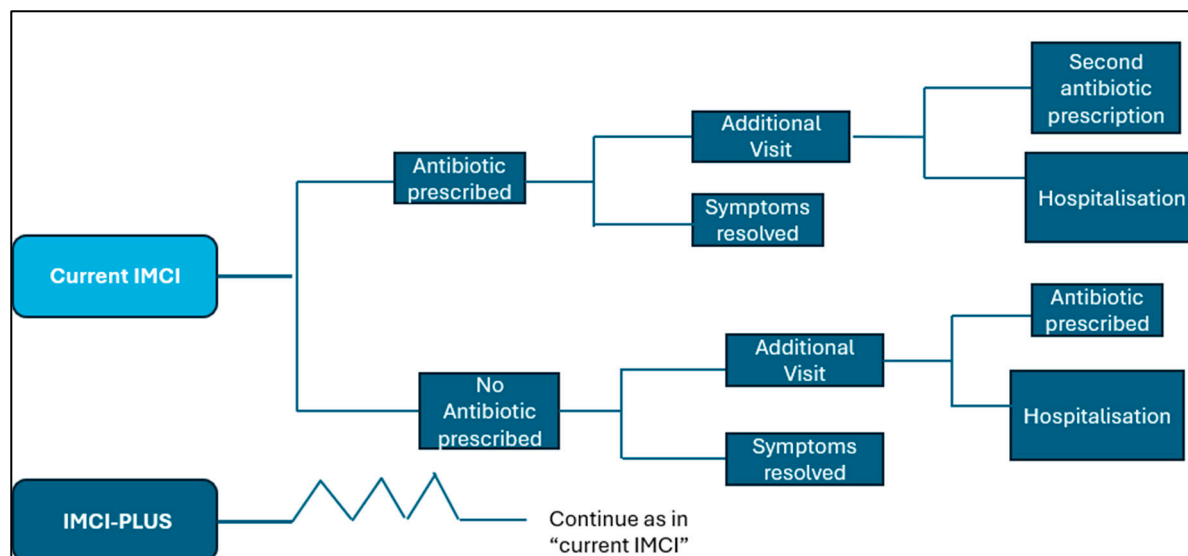 Second
antibiotic
prescription
Additional
Visit
Antibiotic
prescribed
Hospitalisation
Symptoms
resolved
Current IMCI
Antibiotic
prescribed
Additional
Visit
No
Antibiotic
prescribed
Hospitalisation
Symptoms
resolved
IMCI-PLUS
Continue as in
“current IMCI”